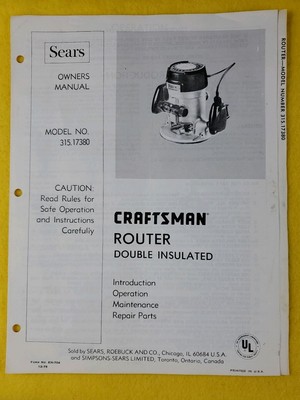 Sears
OWNERS
MANUAL
MODEL NO.
315.17380
CAUTION:
Read Rules for
Safe Operation
and Instructions
Carefully
CRAFTSMAN
ROUTER
DOUBLE INSULATED
Introduction
Operation
Maintenance
Repair Parts
Sold by SEARS, ROEBUCK AND CO., Chicago, IL 60684 U.S.A.
and SIMPSONS-SEARS LIMITED, Toronto, Ontario, Canada
UL
PRINTED IN U.S.A.
ROUTER—MODEL NUMBER 315.17380